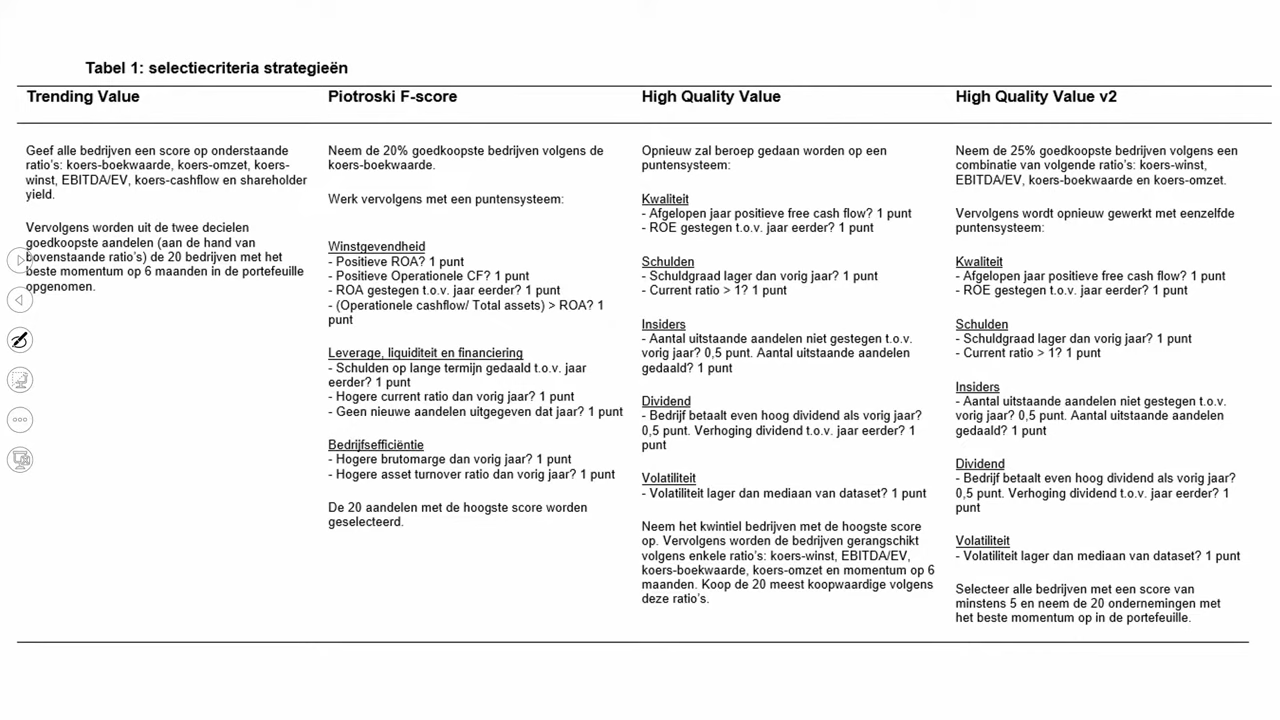 Tabel 1: selectiecriteria strategieën
Trending Value
Geef alle bedrijven een score op onderstaande
ratio's: koers-boekwaarde, koers-omzet, koers-
winst, EBITDA/EV, koers-cashflow en shareholder
yield.
Vervolgens worden uit de twee decielen
goedkoopste aandelen (aan de hand van
bovenstaande ratio's) de 20 bedrijven met het
beste momentum op 6 maanden in de portefeuille
opgenomen.
Piotroski F-score
Neem de 20% goedkoopste bedrijven volgens de
koers-boekwaarde.
Werk vervolgens met een puntensysteem:
Winstgevendheid
- Positieve ROA? 1 punt
- Positieve Operationele CF? 1 punt
- ROA gestegen t.o.v. jaar eerder? 1 punt
- (Operationele cashflow/ Total assets) > ROA? 1
punt
Leverage, liquiditeit en financiering
- Schulden op lange termijn gedaald t.o.v. jaar
eerder? 1 punt
- Hogere current ratio dan vorig jaar? 1 punt
- Geen nieuwe aandelen uitgegeven dat jaar? 1 punt
Bedrijfsefficiëntie
- Hogere brutomarge dan vorig jaar? 1 punt
- Hogere asset turnover ratio dan vorig jaar? 1 punt
De 20 aandelen met de hoogste score worden
geselecteerd.
High Quality Value
Opnieuw zal beroep gedaan worden op een
puntensysteem:
Kwaliteit
- Afgelopen jaar positieve free cash flow? 1 punt
- ROE gestegen t.o.v. jaar eerder? 1 punt
Schulden
- Schuldgraad lager dan vorig jaar? 1 punt
- Current ratio > 1? 1 punt
Insiders
- Aantal uitstaande aandelen niet gestegen t.o.v.
vorig jaar? 0,5 punt. Aantal uitstaande aandelen
gedaald? 1 punt
Dividend
- Bedrijf betaalt even hoog dividend als vorig jaar?
0,5 punt. Verhoging dividend t.o.v. jaar eerder? 1
punt
Volatiliteit
- Volatiliteit lager dan mediaan van dataset? 1 punt
Neem het kwintiel bedrijven met de hoogste score
op. Vervolgens worden de bedrijven gerangschikt
volgens enkele ratio's: koers-winst, EBITDA/EV,
koers-boekwaarde, koers-omzet en momentum op 6
maanden. Koop de 20 meest koopwaardige volgens
deze ratio's.
High Quality Value v2
Neem de 25% goedkoopste bedrijven volgens een
combinatie van volgende ratio's: koers-winst,
EBITDA/EV, koers-boekwaarde en koers-omzet.
Vervolgens wordt opnieuw gewerkt met eenzelfde
puntensysteem:
Kwaliteit
- Afgelopen jaar positieve free cash flow? 1 punt
- ROE gestegen t.o.v. jaar eerder? 1 punt
Schulden
- Schuldgraad lager dan vorig jaar? 1 punt
- Current ratio > 1? 1 punt
Insiders
- Aantal uitstaande aandelen niet gestegen t.o.v.
vorig jaar? 0,5 punt. Aantal uitstaande aandelen
gedaald? 1 punt
Dividend
- Bedrijf betaalt even hoog dividend als vorig jaar?
0,5 punt. Verhoging dividend t.o.v. jaar eerder? 1
punt
Volatiliteit
- Volatiliteit lager dan mediaan van dataset? 1 punt
Selecteer alle bedrijven met een score van
minstens 5 en neem de 20 ondernemingen met
het beste momentum op in de portefeuille.